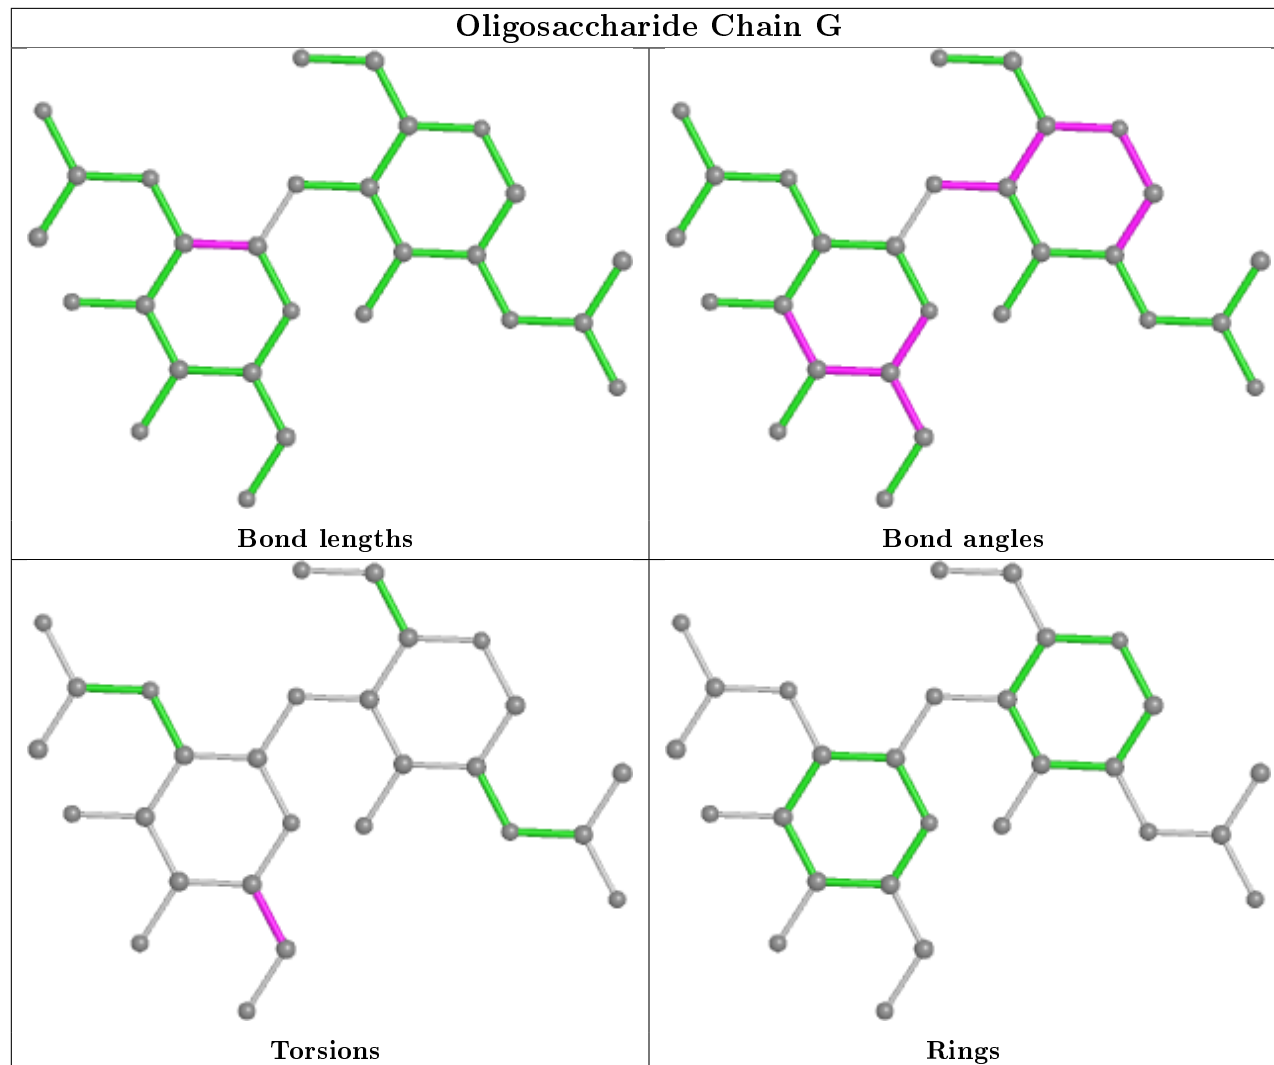 Oligosaccharide Chain G
Bond lengths
Bond angles
Torsions
Rings